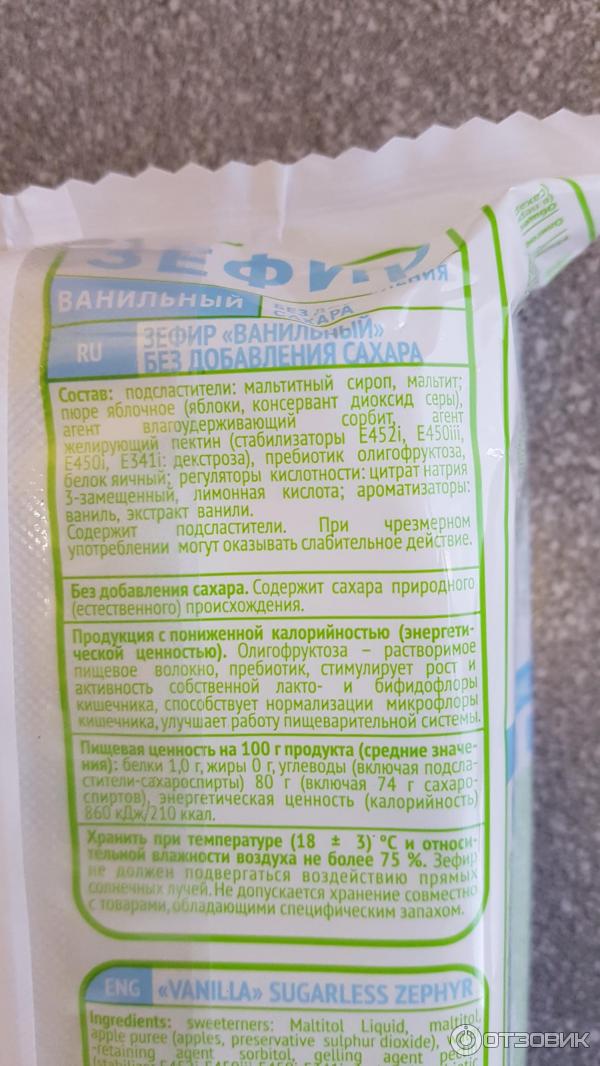 ЗЕФИР
ВАНИЛЬНЫЙ
САХАРА
RU
ЗЕФИР «ВАНИЛЬНЫЙ»
БЕЗ ДОБАВЛЕНИЯ САХАРА
Состав: подсластители: мальтитный сироп, мальтит;
пюре яблочное (яблоки, консервант диоксид серы),
агент влагоудерживающий сорбит, агент
желирующий пектин (стабилизаторы E452i, E450iii,
E450i, E341i: декстроза), пребиотик олигофруктоза,
белок яичный; регуляторы кислотности: цитрат натрия
3-замещенный, лимонная кислота; ароматизаторы:
ваниль, экстракт ванили.
Содержит подсластители. При чрезмерном
употреблении могут оказывать слабительное действие.
Без добавления сахара. Содержит сахара природного
(естественного) происхождения.
Продукция с пониженной калорийностью (энергети-
ческой ценностью). Олигофруктоза – растворимое
пищевое волокно, пребиотик, стимулирует рост и
активность собственной лакто- и бифидофлоры
кишечника, способствует нормализации микрофлоры
кишечника, улучшает работу пищеварительной системы.
Пищевая ценность на 100 г продукта (средние значе-
ния): белки 1,0 г, жиры 0 г, углеводы (включая подсла-
стители-сахароспирты) 80 г (включая 74 г сахаро-
спиртов), энергетическая ценность (калорийность)
860 кДж/210 ккал.
Хранить при температуре (18 ± 3) °C и относи-
тельной влажности воздуха не более 75 %. Зефир
не должен подвергаться воздействию прямых
солнечных лучей. Не допускается хранение совместно
с товарами, обладающими специфическим запахом.
ENG
«VANILLA» SUGARLESS ZEPHYR
Ingredients: sweeterners: Maltitol Liquid, maltitol,
apple puree (apples, preservative sulphur dioxide),
-retaining agent sorbitol, gelling agent
ОТЗОВИК